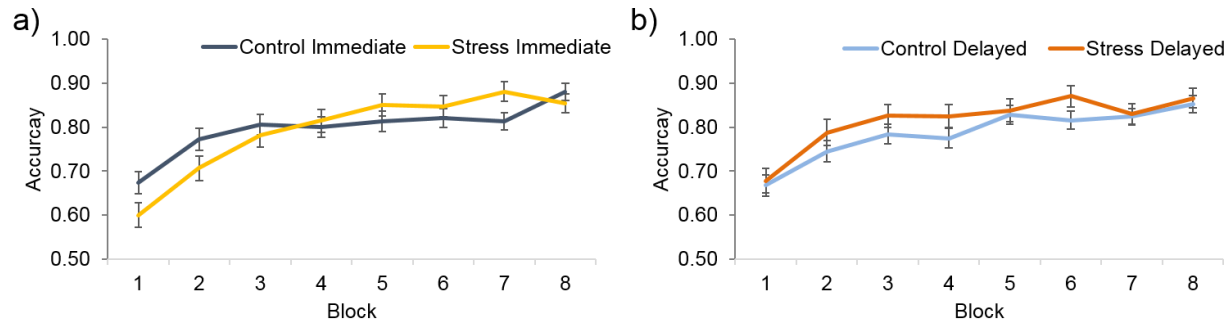 a)
Control Immediate Stress Immediate
1.00
0.90
0.80
0.70
0.60
0.50
Accurcay
1 2 3 4 5 6 7 8
Block
b)
Control Delayed Stress Delayed
1.00
0.90
0.80
0.70
0.60
0.50
Accurcay
1 2 3 4 5 6 7 8
Block